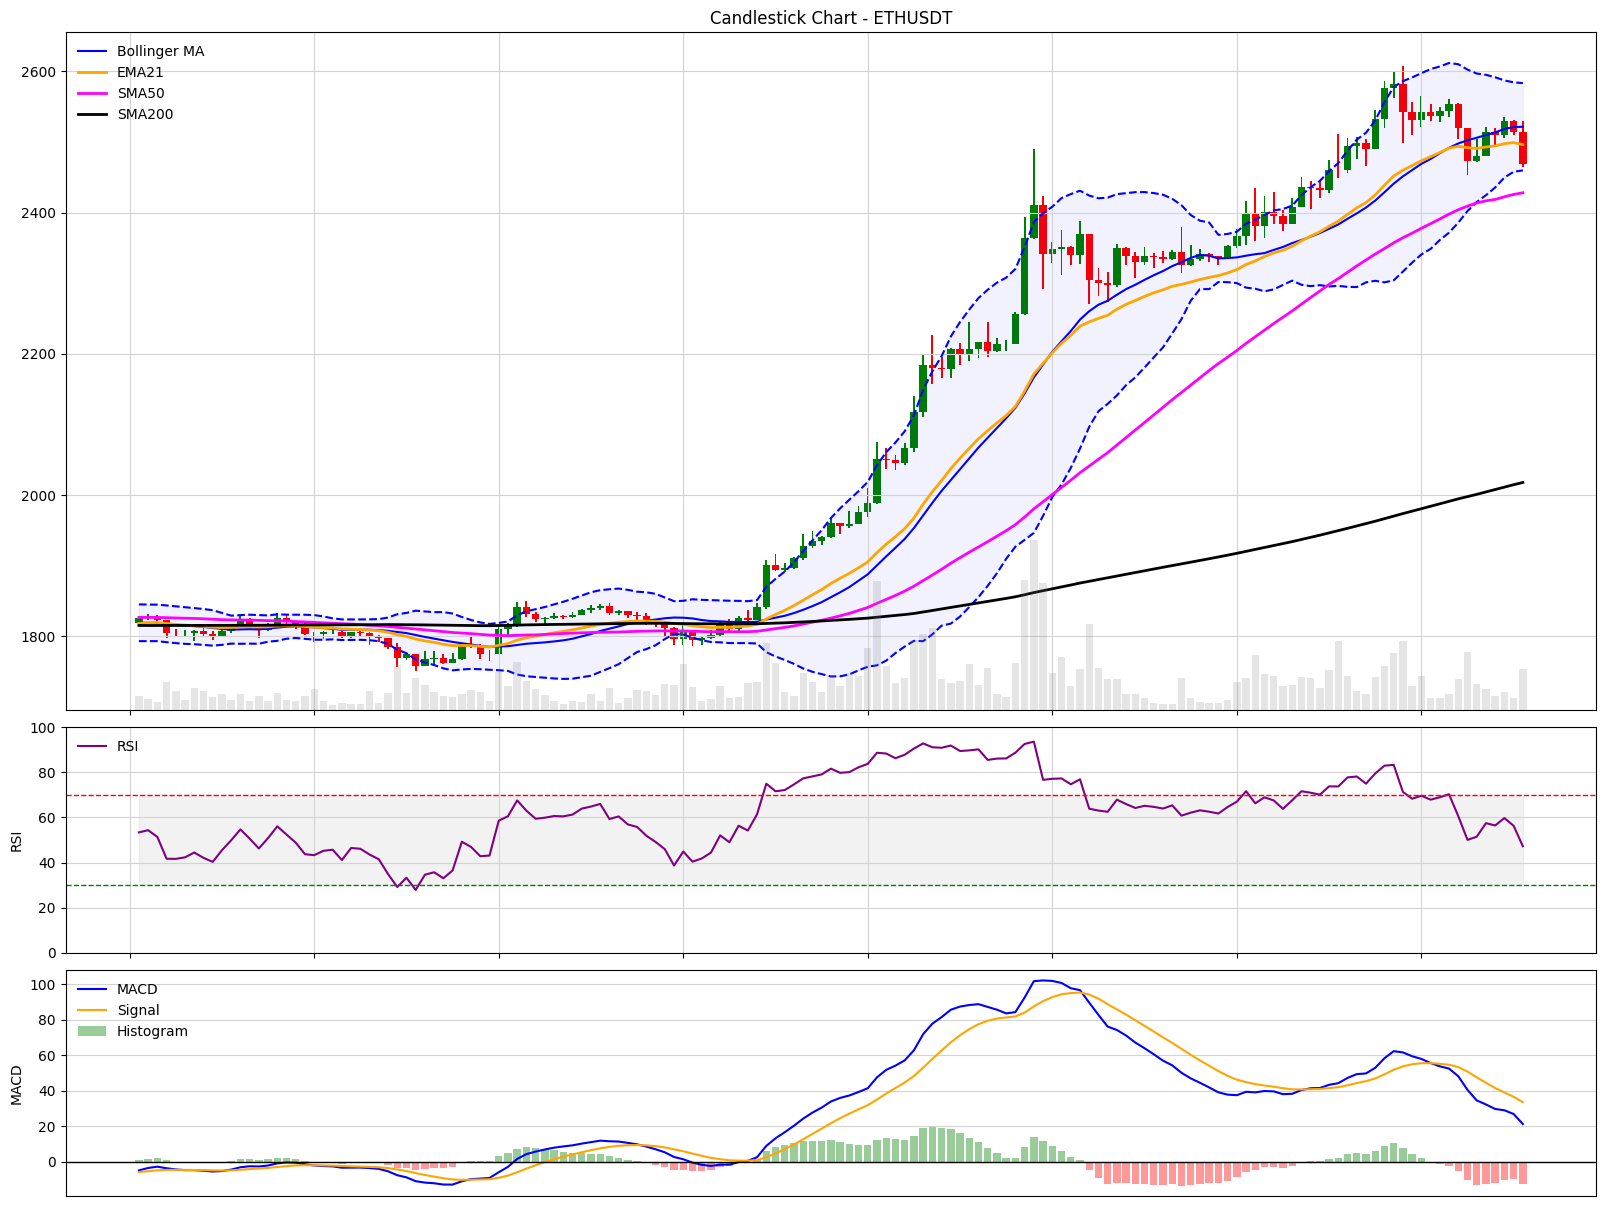 Candlestick Chart - ETHUSDT
Bollinger MA
EMA21
SMA50
SMA200
2600
2400
2200
2000
1800
RSI
100
80
60
40
20
0
RSI
MACD
Signal
Histogram
100
80
60
40
20
0
MACD